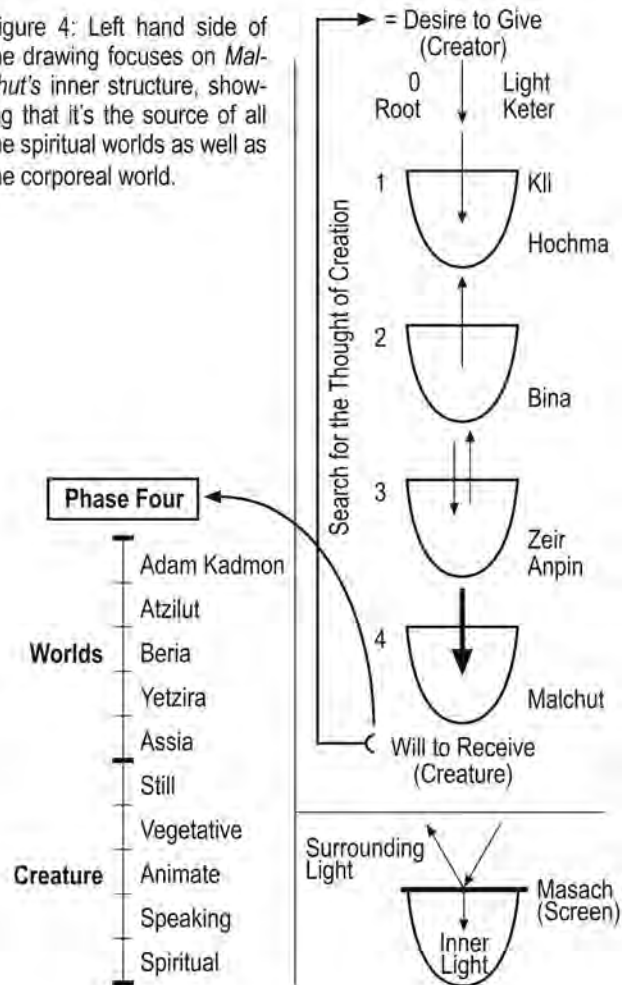 igure 4: Left hand side of
he drawing focuses on Mal-
hut's inner structure, show-
g that it's the source of all
he spiritual worlds as well as
he corporeal world.
= Desire to Give
(Creator)
0
Root
Light
Keter
1
Kli
Hochma
2
Bina
3
Zeir
Anpin
4
Malchut
Will to Receive
(Creature)
Search for the Thought of Creation
Phase Four
Worlds
Adam Kadmon
Atzilut
Beria
Yetzira
Assia
Creature
Still
Vegetative
Animate
Speaking
Spiritual
Surrounding
Light
Masach
(Screen)
Inner
Light